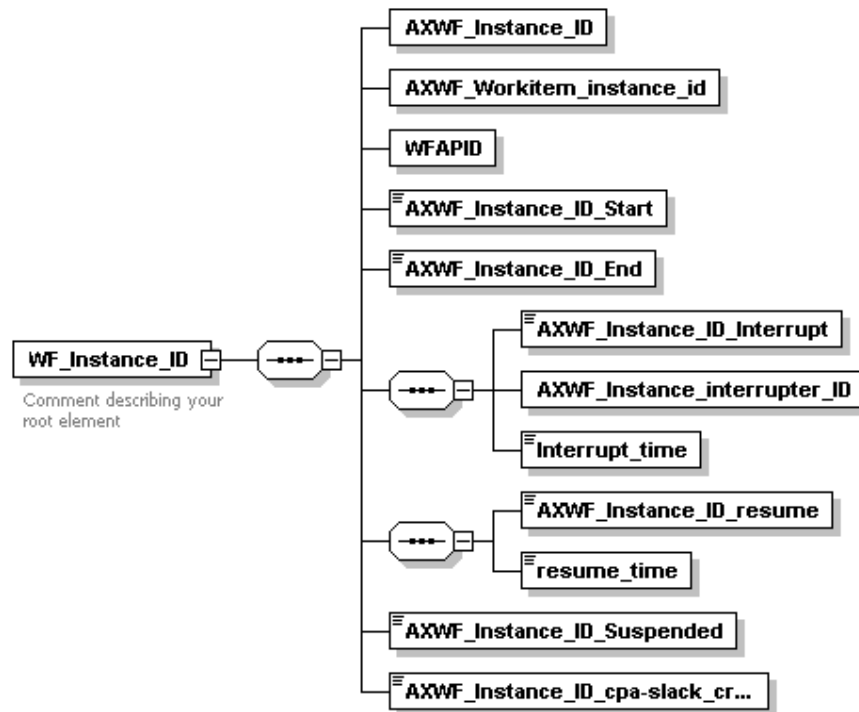 AXWF_Instance_ID
AXWF_Workitem_instance_id
WFAPID
AXWF_Instance_ID_Start
AXWF_Instance_ID_End
WF_Instance_ID
Comment describing your
root element
AXWF_Instance_ID_Interrupt
AXWF_Instance_interrupter_ID
Interrupt_time
AXWF_Instance_ID_resume
resume_time
AXWF_Instance_ID_Suspended
AXWF_Instance_ID_cpa-slack_cr...